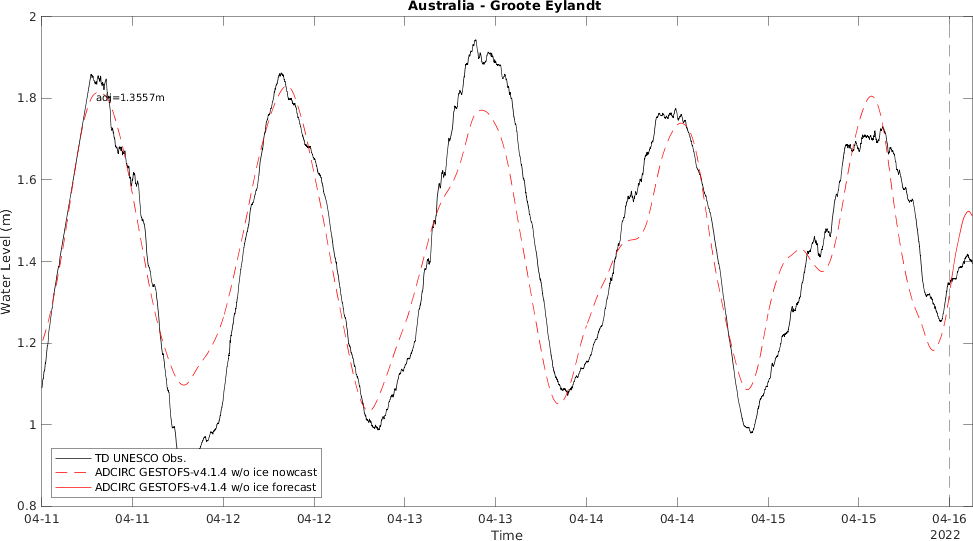 Australia - Groote Eylandt
2
1.8
1.6
1.4
1.2
1
0.8
Water Level (m)
adj=1.3557m
TD UNESCO Obs.
ADCIRC GESTOFS-v4.1.4 w/o ice nowcast
ADCIRC GESTOFS-v4.1.4 w/o ice forecast
04-11 04-11 04-12 04-12 04-13 04-13 04-14 04-14 04-15 04-15 04-16
Time
2022